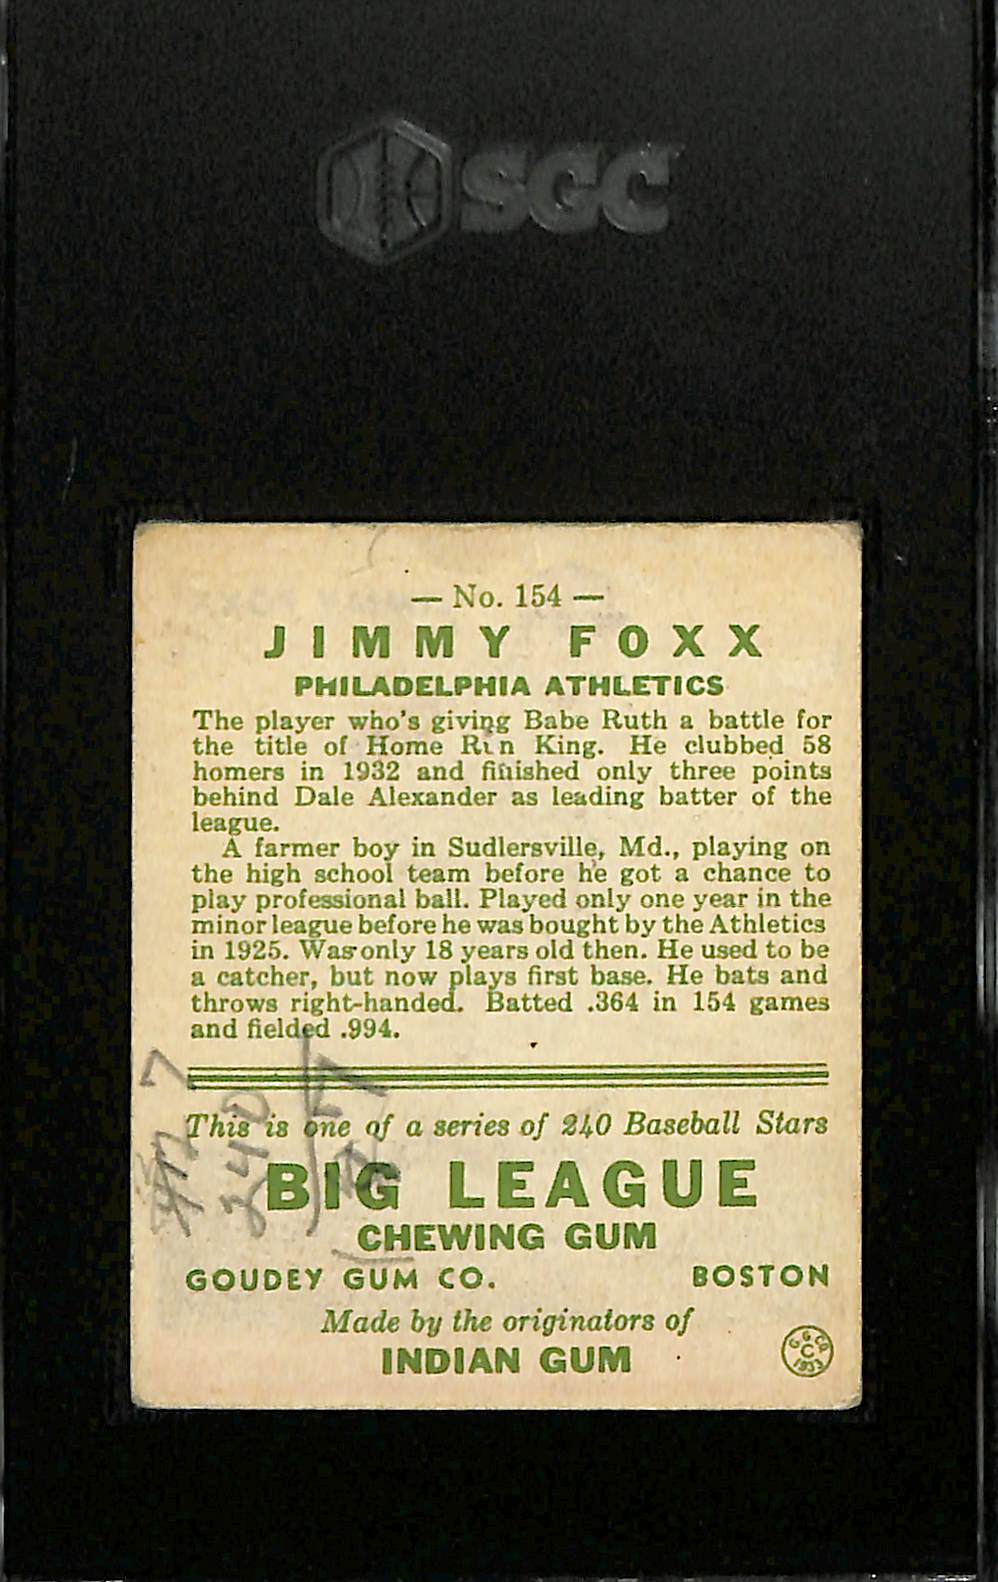 SGC
— No. 154 —
JIMMY FOXX
PHILADELPHIA ATHLETICS
The player who's giving Babe Ruth a battle for
the title of Home Run King. He clubbed 58
homers in 1932 and finished only three points
behind Dale Alexander as leading batter of the
league.
A farmer boy in Sudlersville, Md., playing on
the high school team before he got a chance to
play professional ball. Played only one year in the
minor league before he was bought by the Athletics
in 1925. Was only 18 years old then. He used to be
a catcher, but now plays first base. He bats and
throws right-handed. Batted .364 in 154 games
and fielded .994.
This is one of a series of 240 Baseball Stars
BIG LEAGUE
CHEWING GUM
GOUDEY GUM CO. BOSTON
Made by the originators of
INDIAN GUM
G.G.CO.
C
1933
240